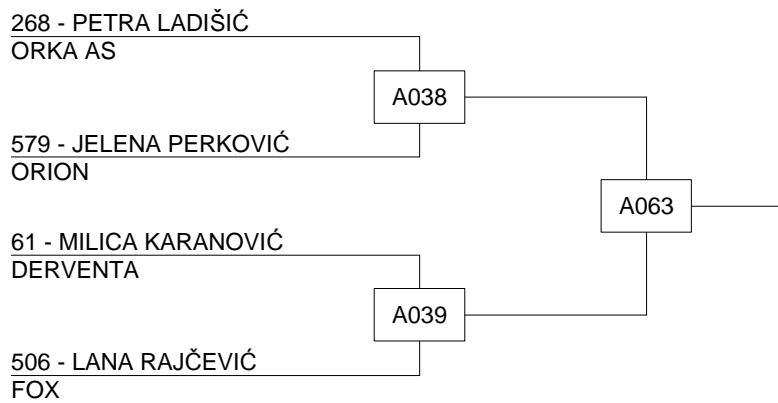 268 - PETRA LADIŠIĆ
ORKA AS
A038
579 - JELENA PERKOVIĆ
ORION
A063
61 - MILICA KARANOVIĆ
DERVENTA
A039
506 - LANA RAJČEVIĆ
FOX